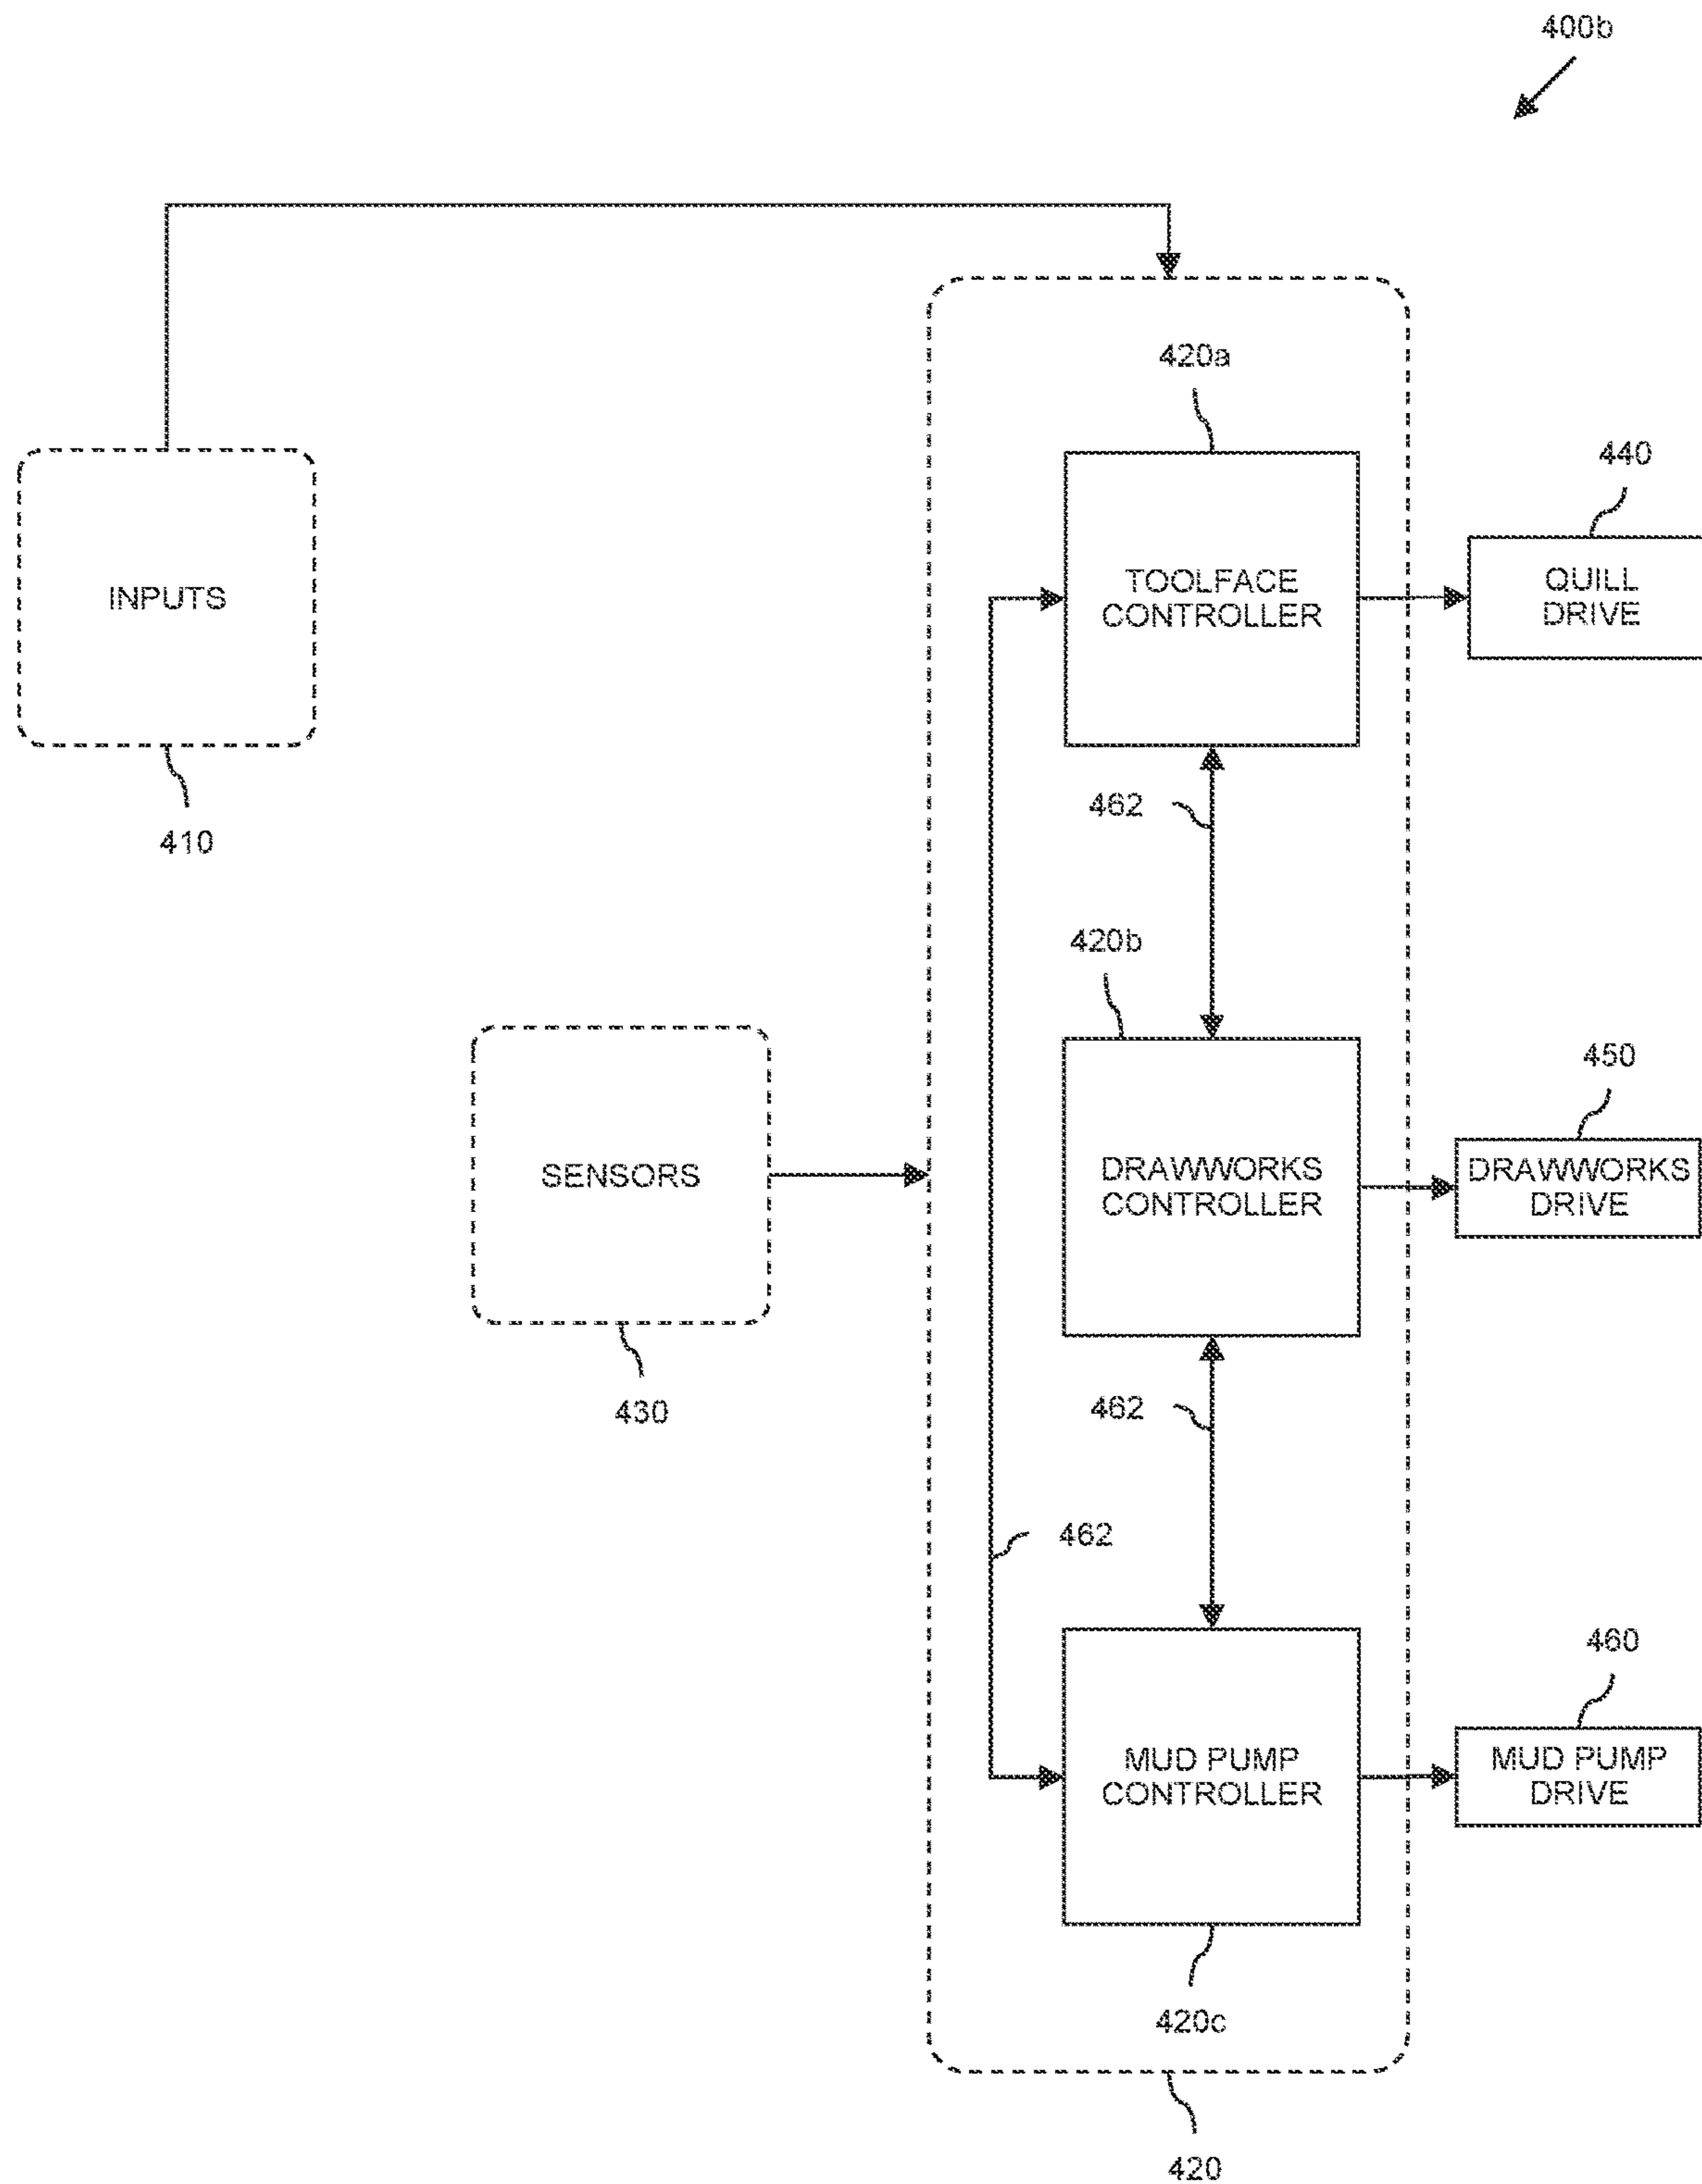 400b
420a
440
INPUTS
TOOLFACE
CONTROLLER
QUILL
DRIVE
410
462
420b
450
SENSORS
DRAWWORKS
CONTROLLER
DRAWWORKS
DRIVE
430
462
462
460
MUD PUMP
CONTROLLER
MUD PUMP
DRIVE
420c
420